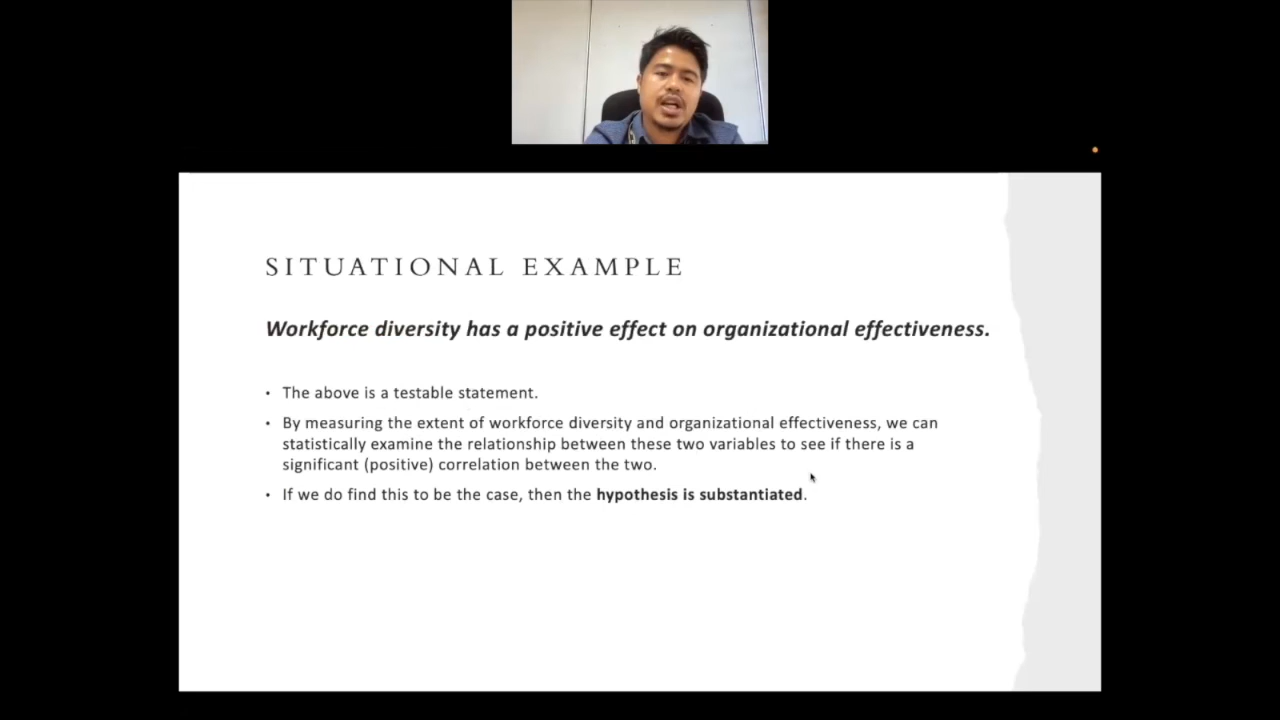 SITUATIONAL EXAMPLE
Workforce diversity has a positive effect on organizational effectiveness.
• The above is a testable statement.
• By measuring the extent of workforce diversity and organizational effectiveness, we can
statistically examine the relationship between these two variables to see if there is a
significant (positive) correlation between the two.
• If we do find this to be the case, then the hypothesis is substantiated.